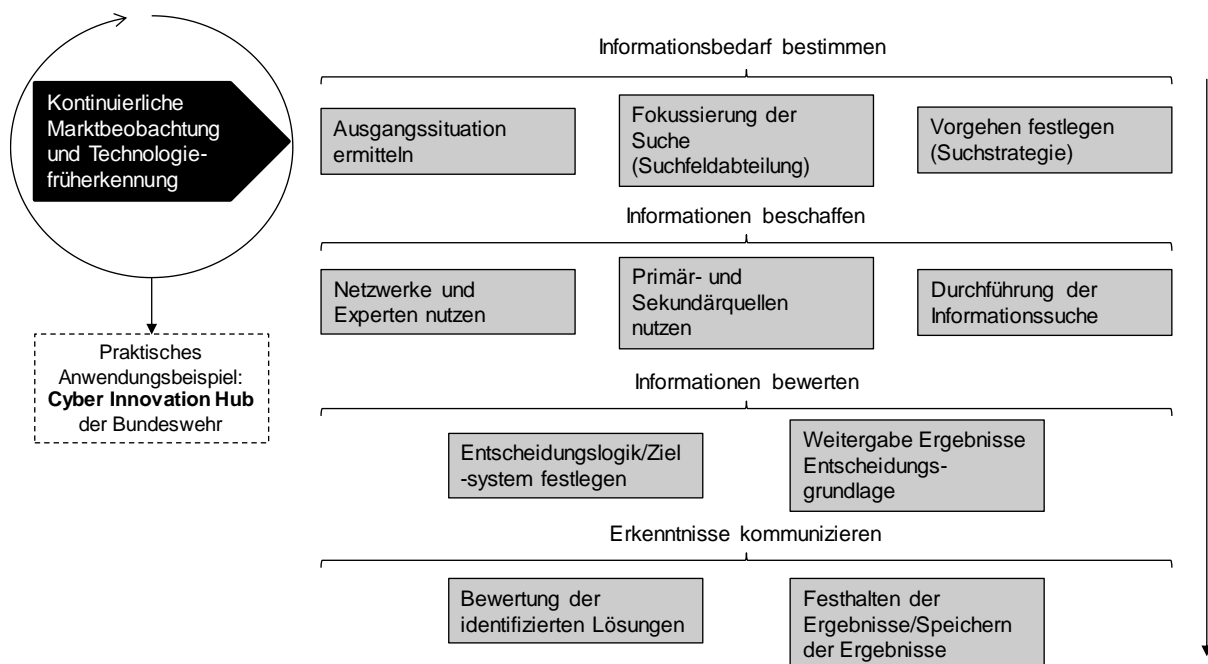 Kontinuierliche
Marktbeobachtung
und Technologie-
früherkennung
Praktisches
Anwendungsbeispiel:
Cyber Innovation Hub
der Bundeswehr
Informationsbedarf bestimmen
Ausgangssituation
ermitteln
Fokussierung der
Suche
(Suchfeldabteilung)
Vorgehen festlegen
(Suchstrategie)
Informationen beschaffen
Netzwerke und
Experten nutzen
Primär- und
Sekundärquellen
nutzen
Durchführung der
Informationssuche
Informationen bewerten
Entscheidungslogik/Ziel
-system festlegen
Weitergabe Ergebnisse
Entscheidungs-
grundlage
Erkenntnisse kommunizieren
Bewertung der
identifizierten Lösungen
Festhalten der
Ergebnisse/Speichern
der Ergebnisse